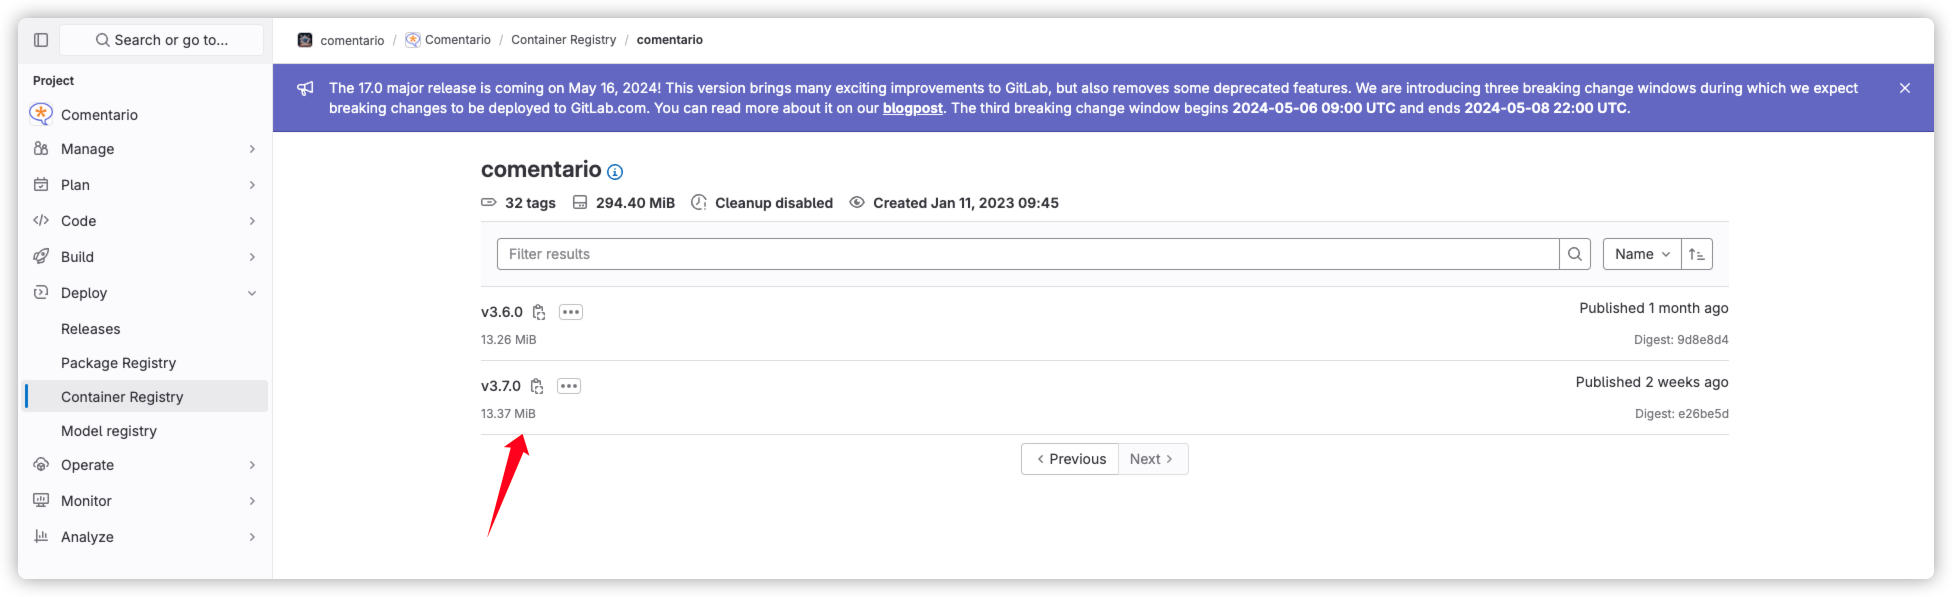 Search or go to...
Project
Comentario
Manage
Plan
Code
Build
Deploy
Releases
Package Registry
Container Registry
Model registry
Operate
Monitor
Analyze
comentario / Comentario / Container Registry / comentario
The 17.0 major release is coming on May 16, 2024! This version brings many exciting improvements to GitLab, but also removes some deprecated features. We are introducing three breaking change windows during which we expect
breaking changes to be deployed to GitLab.com. You can read more about it on our blogpost. The third breaking change window begins 2024-05-06 09:00 UTC and ends 2024-05-08 22:00 UTC.
comentario
32 tags 294.40 MiB Cleanup disabled Created Jan 11, 2023 09:45
Filter results Name
v3.6.0 Published 1 month ago
13.26 MiB Digest: 9d8e8d4
v3.7.0 Published 2 weeks ago
13.37 MiB Digest: e26be5d
Previous Next